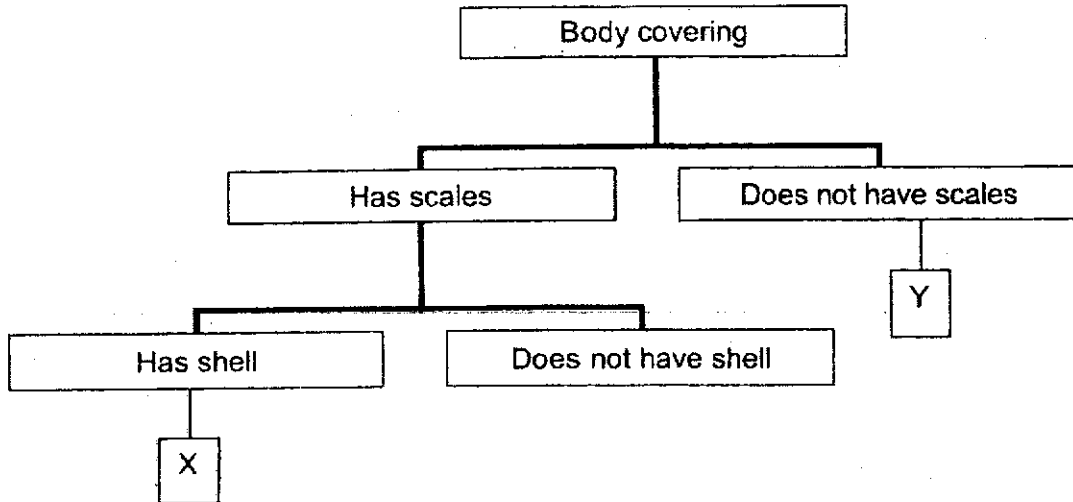 Body covering
Has scales
Does not have scales
Y
Has shell
Does not have shell
X